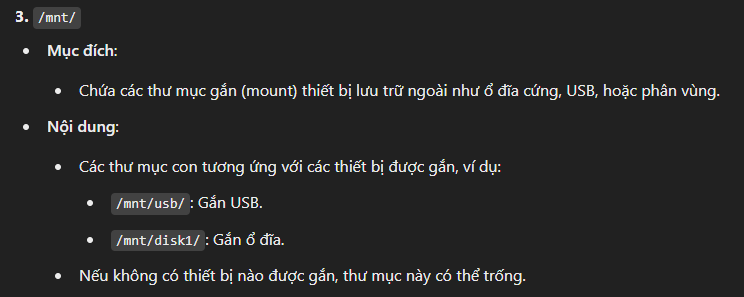 3. /mnt/
Mục đích:
Chứa các thư mục gắn (mount) thiết bị lưu trữ ngoài như ổ đĩa cứng, USB, hoặc phân vùng.
Nội dung:
Các thư mục con tương ứng với các thiết bị được gắn, ví dụ:
/mnt/usb/: Gắn USB.
/mnt/disk1/: Gắn ổ đĩa.
Nếu không có thiết bị nào được gắn, thư mục này có thể trống.